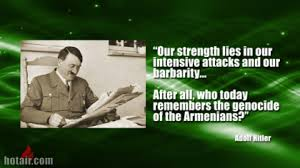 "Our strength lies in our
intensive attacks and our
barbarity...
After all, who today
remembers the genocide
of the Armenians?"
Adolf Hitler
hotair.com